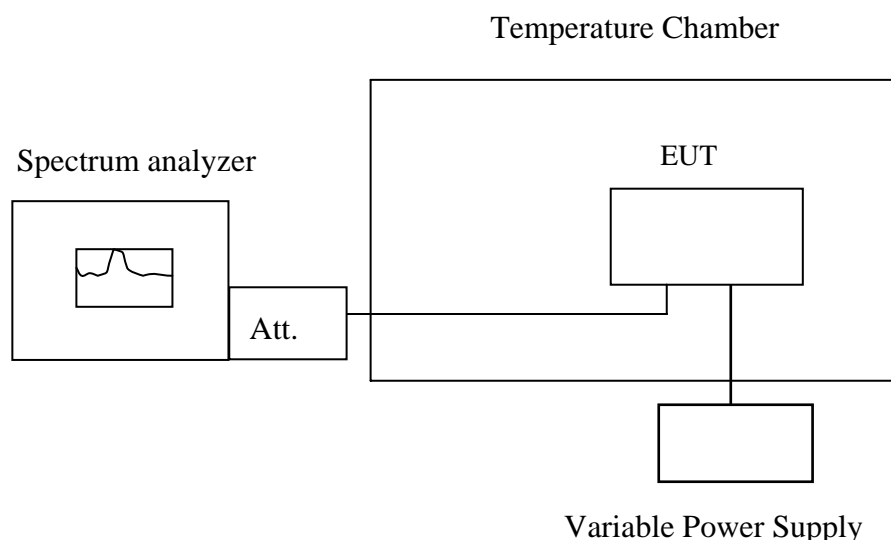 Temperature Chamber
Spectrum analyzer
EUT
Att.
Variable Power Supply